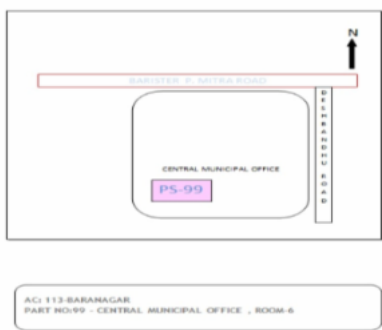 N
BARISTER P. MITRA ROAD
DESHBANDHU ROAD
CENTRAL MUNICIPAL OFFICE
PS-99
AC: 113-BARANAGAR
PART NO:99 - CENTRAL MUNICIPAL OFFICE , ROOM-6